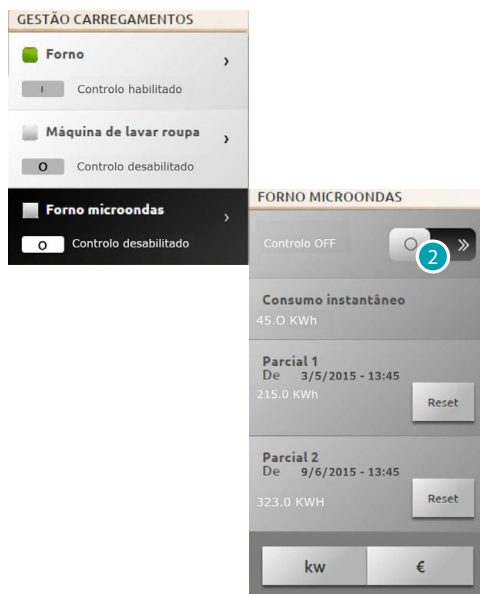 GESTÃO CARREGAMENTOS
Forno
I Controlo habilitado
Máquina de lavar roupa
O Controlo desabilitado
Forno microondas
O Controlo desabilitado
FORNO MICROONDAS
Controlo OFF
2
Consumo instantâneo
45.O KWh
Parcial 1
De 3/5/2015 - 13:45
215.0 KWh
Reset
Parcial 2
De 9/6/2015 - 13:45
323.0 KWH
Reset
kw €